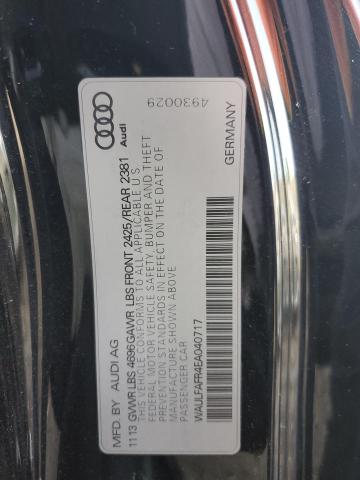 4930029
Audi
MFD. BY AUDI AG
1113 GVWR LBS 4696 GAWR LBS FRONT 2425/REAR 2381
THIS VEHICLE CONFORMS TO ALL APPLICABLE U S
FEDERAL MOTOR VEHICLE SAFETY, BUMPER AND THEFT
PREVENTION STANDARDS IN EFFECT ON THE DATE OF
MANUFACTURE SHOWN ABOVE
PASSENGER CAR
WAULFAFR4EA040717
GERMANY